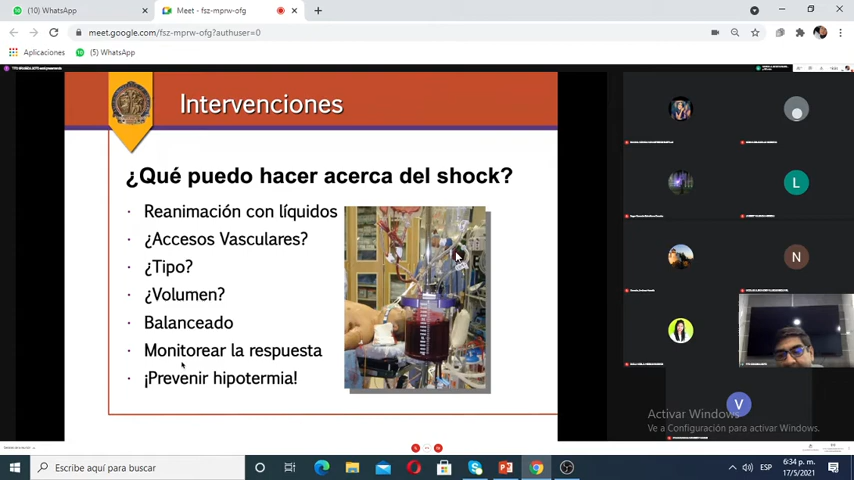 (10) WhatsApp
Meet - fsz-mprw-ofg
meet.google.com/fsz-mprw-ofg?authuser=0
Aplicaciones
(5) WhatsApp
Intervenciones
¿Qué puedo hacer acerca del shock?
· Reanimación con líquidos
· ¿Accesos Vasculares?
· ¿Tipo?
· ¿Volumen?
· Balanceado
· Monitorear la respuesta
· ¡Prevenir hipotermia!
L
N
V
Activar Windows
Ve a Configuración para activar Windows.
Escribe aquí para buscar
ESP
6:34 p. m.
17/5/2021